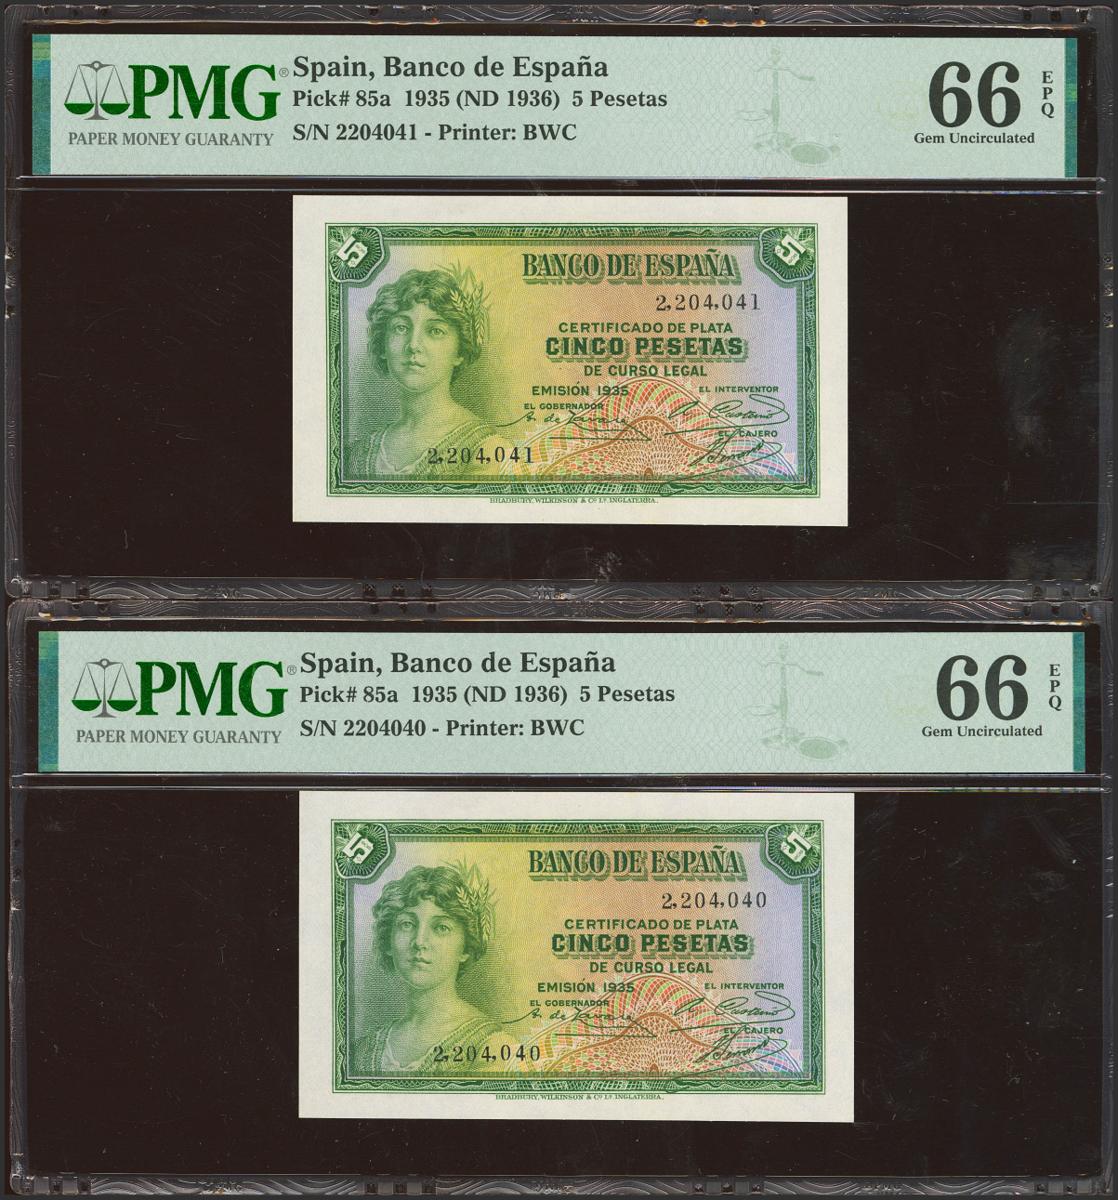 PMG®
PAPER MONEY GUARANTY
Spain, Banco de España
Pick# 85a 1935 (ND 1936) 5 Pesetas
S/N 2204041 - Printer: BWC
66 EPQ
Gem Uncirculated
5
5
BANCO DE ESPAÑA
2,204,041
CERTIFICADO DE PLATA
CINCO PESETAS
DE CURSO LEGAL
EMISIÓN 1935
EL INTERVENTOR
EL GOBERNADOR
EL CAJERO
2,204,041
BRADBURY, WILKINSON & Cº Lº. INGLATERRA.
PMG®
PAPER MONEY GUARANTY
Spain, Banco de España
Pick# 85a 1935 (ND 1936) 5 Pesetas
S/N 2204040 - Printer: BWC
66 EPQ
Gem Uncirculated
5
5
BANCO DE ESPAÑA
2,204,040
CERTIFICADO DE PLATA
CINCO PESETAS
DE CURSO LEGAL
EMISIÓN 1935
EL INTERVENTOR
EL GOBERNADOR
EL CAJERO
2,204,040
BRADBURY, WILKINSON & Cº Lº. INGLATERRA.